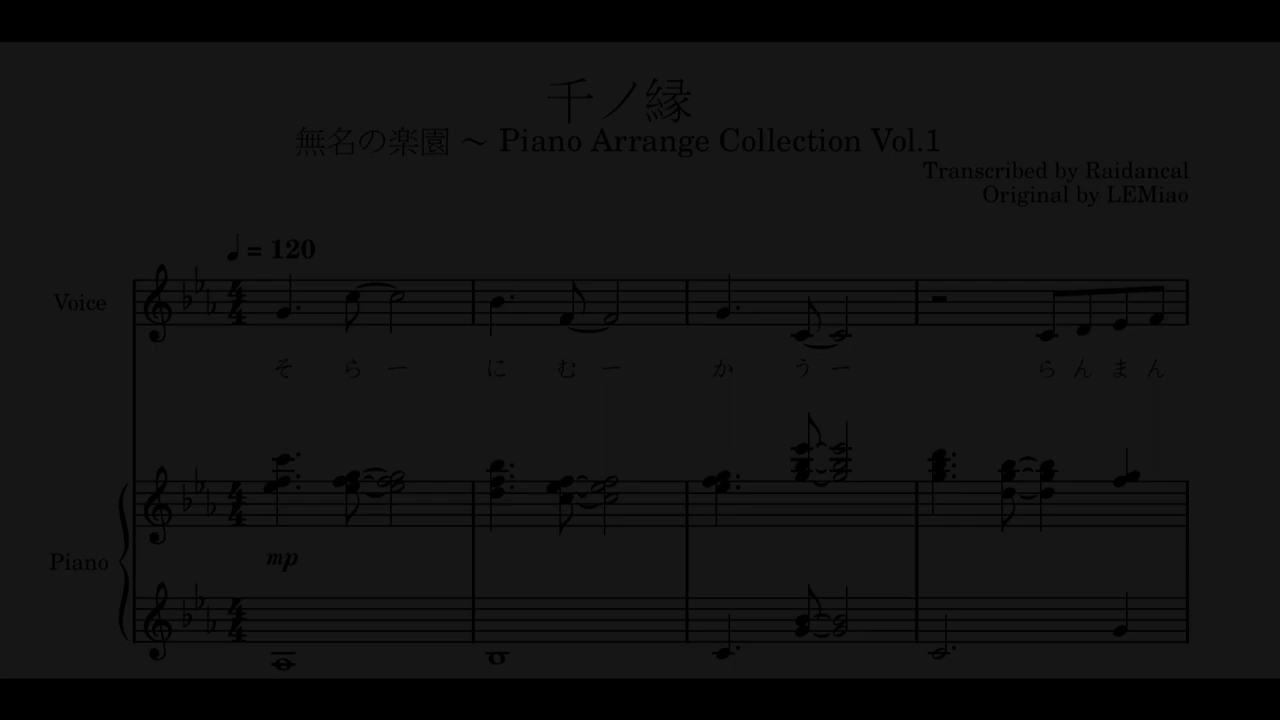 千ノ縁
無名の楽園 ~ Piano Arrange Collection Vol.1
Transcribed by Raidancal
Original by LEMiao
♩ = 120
Voice
そ ら ー に む ー か う ー ら ん ま ん
mp
Piano